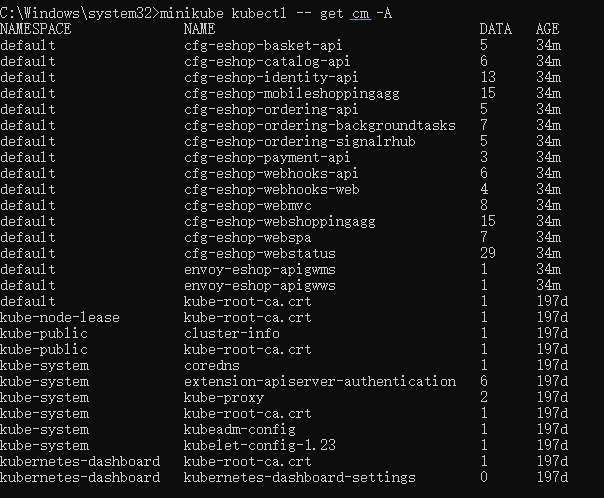 C:\Windows\system32>minikube kubectl -- get cm -A
NAMESPACE NAME DATA AGE
default cfg-eshop-basket-api 5 34m
default cfg-eshop-catalog-api 6 34m
default cfg-eshop-identity-api 13 34m
default cfg-eshop-mobileshoppingagg 15 34m
default cfg-eshop-ordering-api 5 34m
default cfg-eshop-ordering-backgroundtasks 7 34m
default cfg-eshop-ordering-signalrhub 5 34m
default cfg-eshop-payment-api 3 34m
default cfg-eshop-webhooks-api 6 34m
default cfg-eshop-webhooks-web 4 34m
default cfg-eshop-webmvc 8 34m
default cfg-eshop-webshoppingagg 15 34m
default cfg-eshop-webspa 7 34m
default cfg-eshop-webstatus 29 34m
default envoy-eshop-apigwms 1 34m
default envoy-eshop-apigwws 1 34m
default kube-root-ca.crt 1 197d
kube-node-lease kube-root-ca.crt 1 197d
kube-public cluster-info 1 197d
kube-public kube-root-ca.crt 1 197d
kube-system coredns 1 197d
kube-system extension-apiserver-authentication 6 197d
kube-system kube-proxy 2 197d
kube-system kube-root-ca.crt 1 197d
kube-system kubeadm-config 1 197d
kube-system kubelet-config-1.23 1 197d
kubernetes-dashboard kube-root-ca.crt 1 197d
kubernetes-dashboard kubernetes-dashboard-settings 0 197d